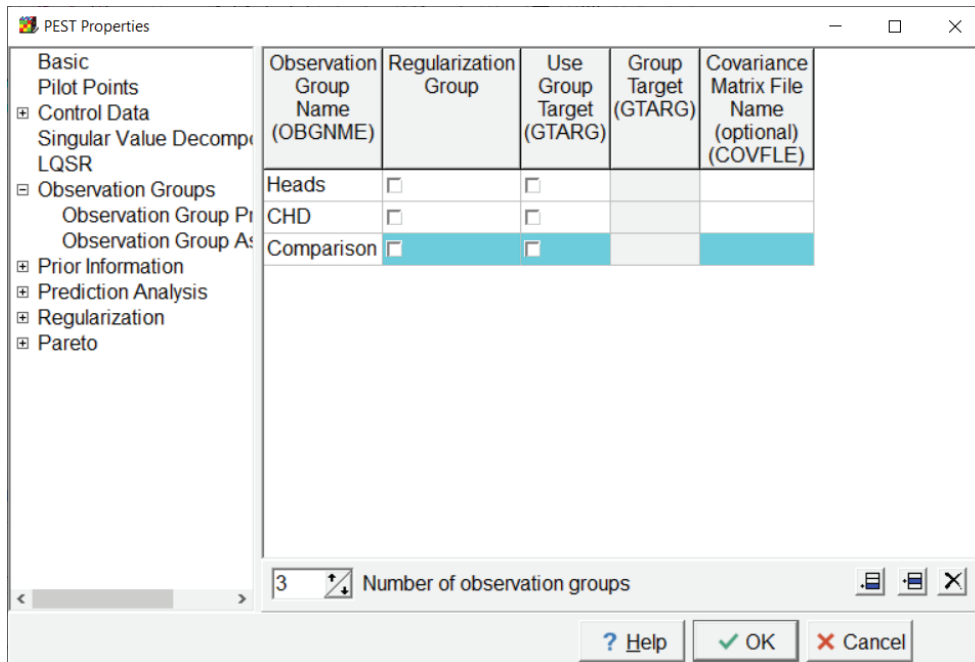 PEST Properties
Basic
Pilot Points
Control Data
Singular Value Decomp
LQSR
Observation Groups
Observation Group Pr
Observation Group As
Prior Information
Prediction Analysis
Regularization
Pareto
Observation Group Name (OBGNME)
Regularization Group
Use Group Target (GTARG)
Group Target (GTARG)
Covariance Matrix File Name (optional) (COVFLE)
Heads
CHD
Comparison
3 Number of observation groups
? Help
OK
Cancel